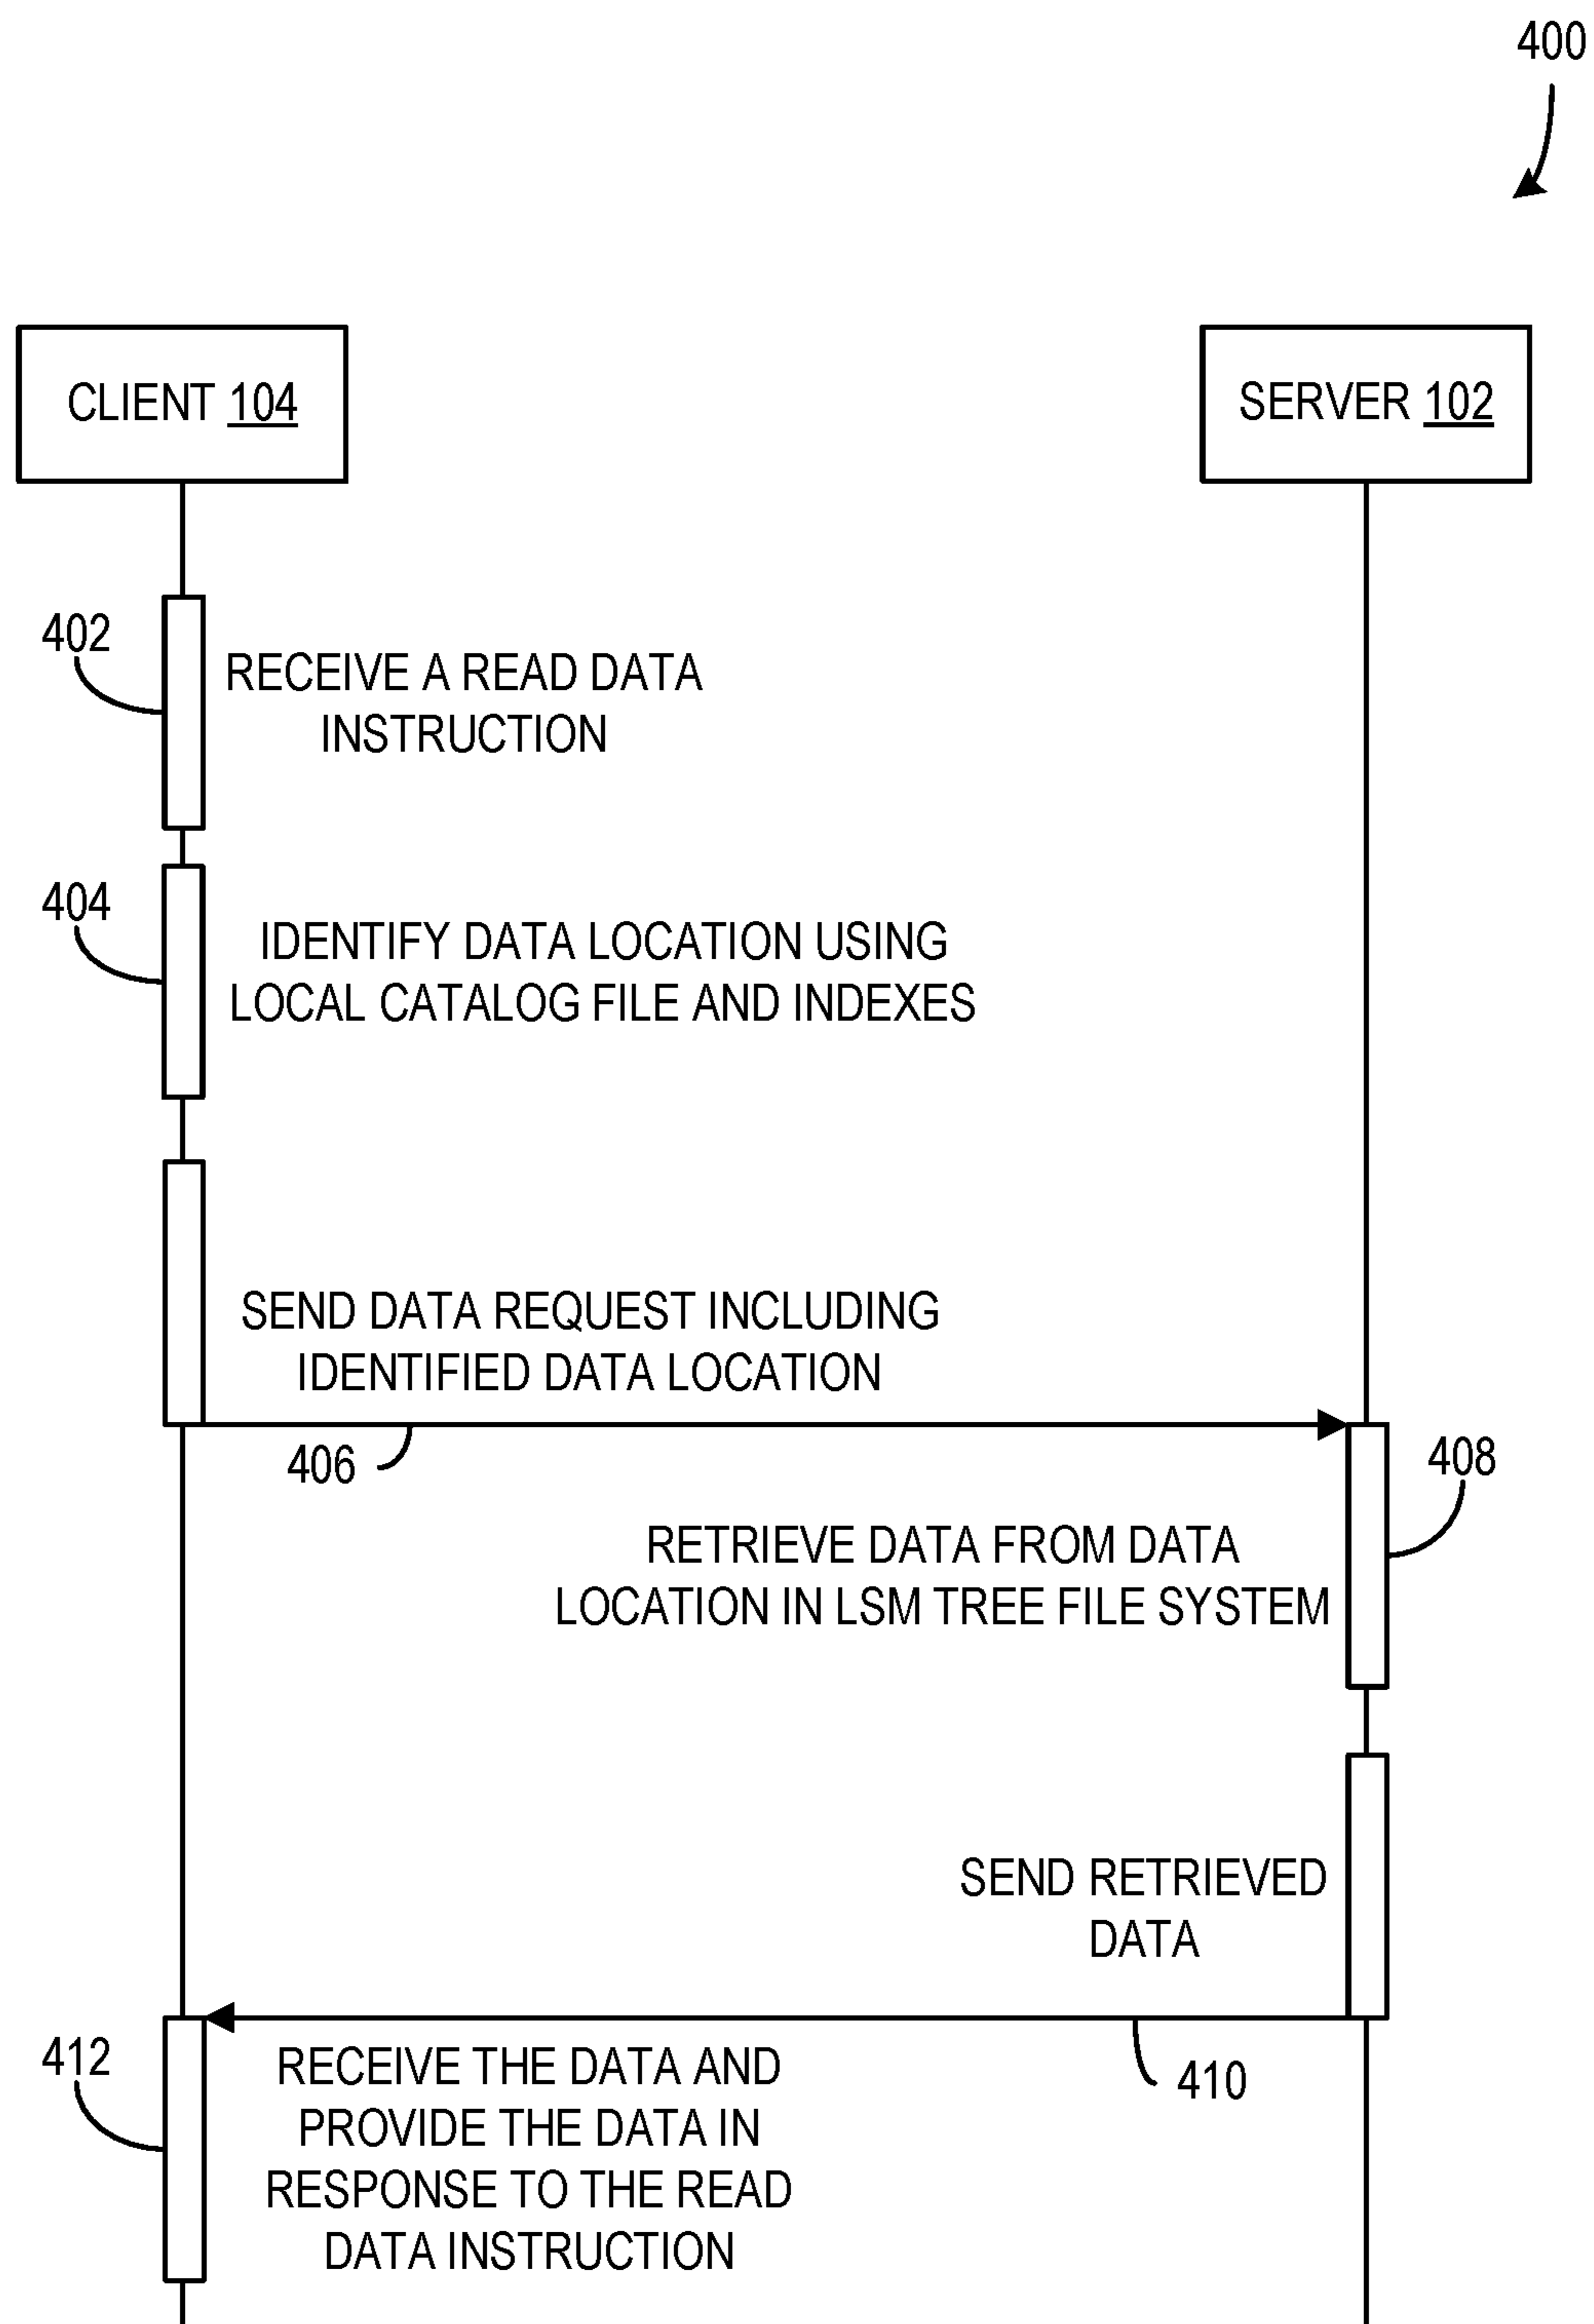 400
CLIENT 104
SERVER 102
402
RECEIVE A READ DATA
INSTRUCTION
404
IDENTIFY DATA LOCATION USING
LOCAL CATALOG FILE AND INDEXES
SEND DATA REQUEST INCLUDING
IDENTIFIED DATA LOCATION
406
408
RETRIEVE DATA FROM DATA
LOCATION IN LSM TREE FILE SYSTEM
SEND RETRIEVED
DATA
410
412
RECEIVE THE DATA AND
PROVIDE THE DATA IN
RESPONSE TO THE READ
DATA INSTRUCTION